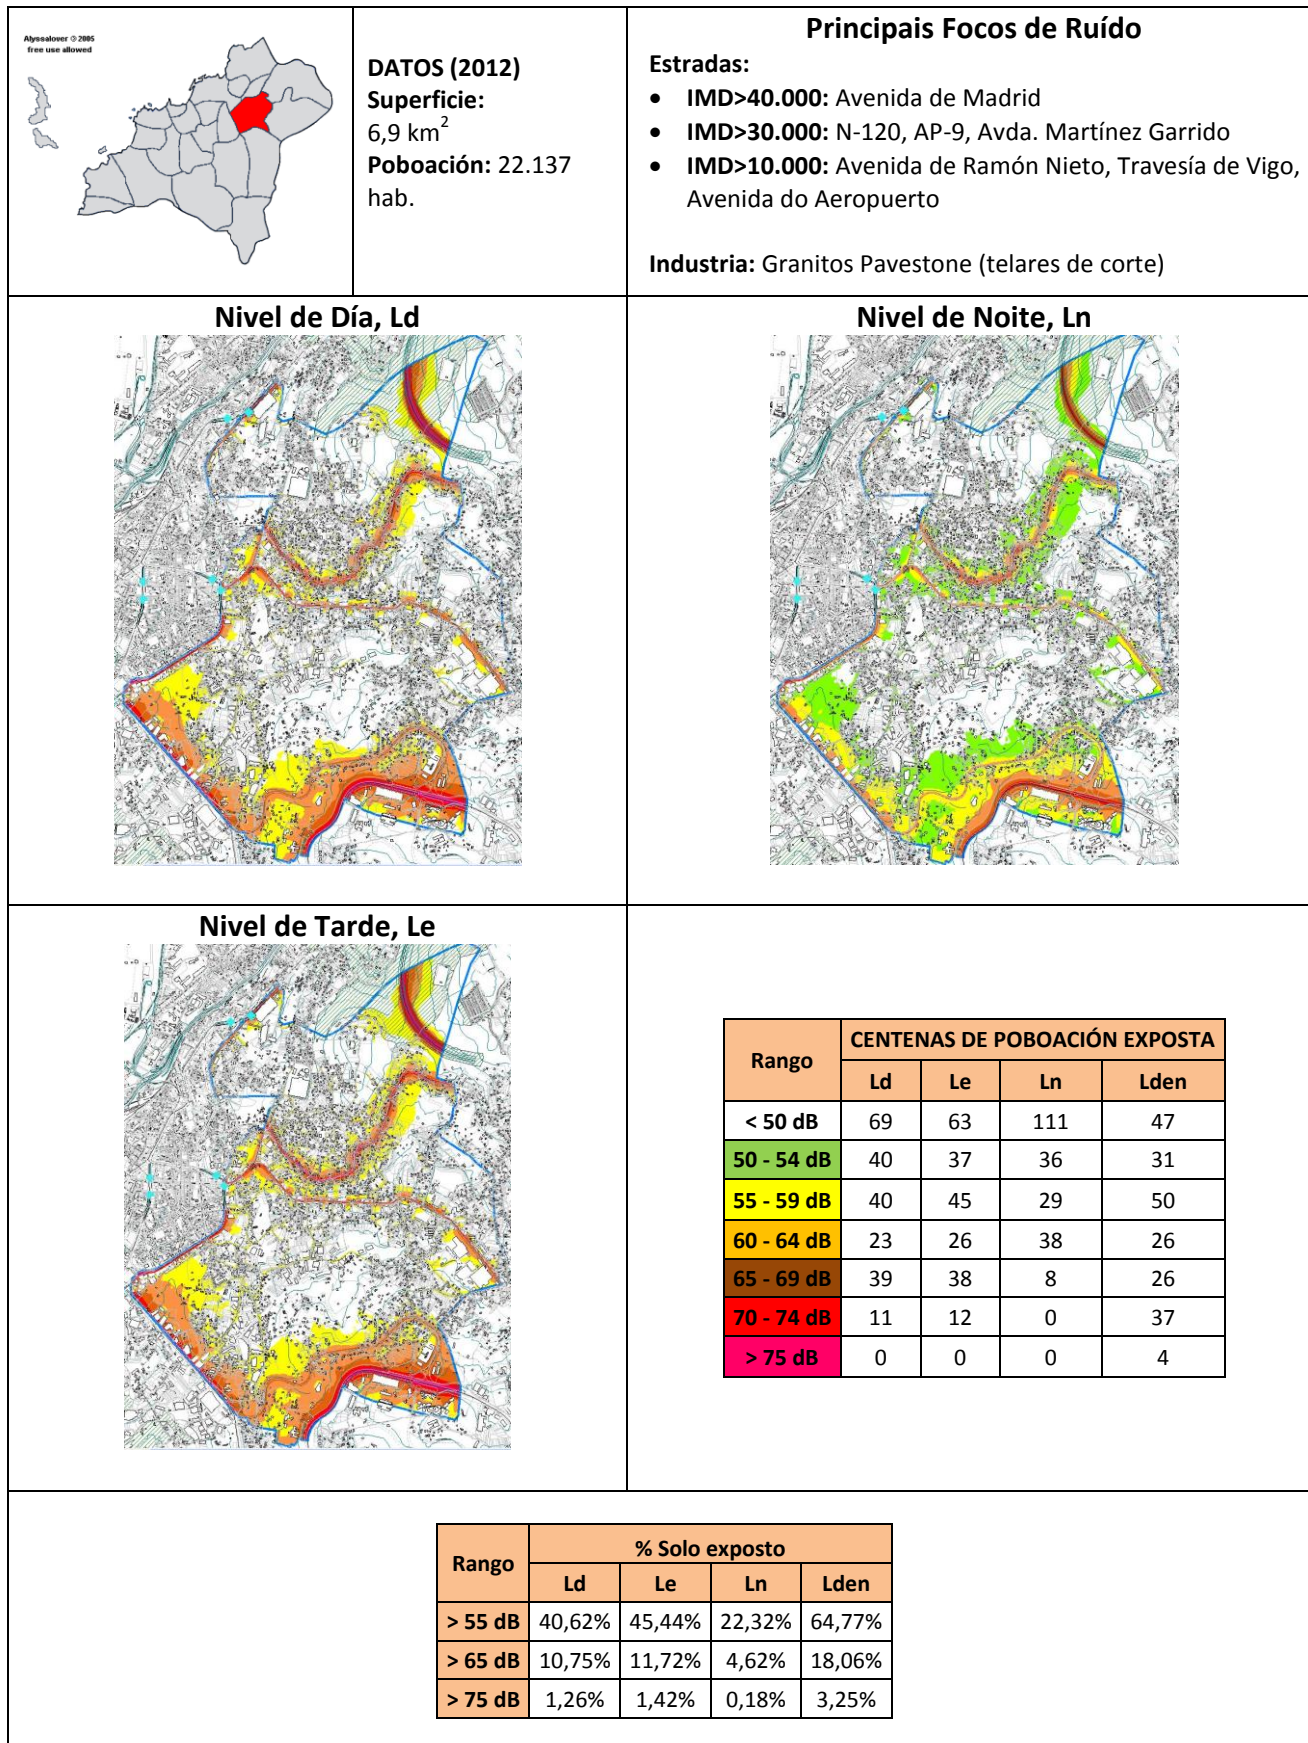 Alyssalover © 2005
free use allowed
DATOS (2012)
Superficie:
6,9 km²
Poboación: 22.137
hab.
Principais Focos de Ruído
Estradas:
• IMD>40.000: Avenida de Madrid
• IMD>30.000: N-120, AP-9, Avda. Martínez Garrido
• IMD>10.000: Avenida de Ramón Nieto, Travesía de Vigo,
Avenida do Aeropuerto
Industria: Granitos Pavestone (telares de corte)
Nivel de Día, Ld
Nivel de Noite, Ln
Nivel de Tarde, Le
Rango CENTENAS DE POBOACIÓN EXPOSTA
Ld Le Ln Lden
< 50 dB 69 63 111 47
50 - 54 dB 40 37 36 31
55 - 59 dB 40 45 29 50
60 - 64 dB 23 26 38 26
65 - 69 dB 39 38 8 26
70 - 74 dB 11 12 0 37
> 75 dB 0 0 0 4
Rango % Solo exposto
Ld Le Ln Lden
> 55 dB 40,62% 45,44% 22,32% 64,77%
> 65 dB 10,75% 11,72% 4,62% 18,06%
> 75 dB 1,26% 1,42% 0,18% 3,25%